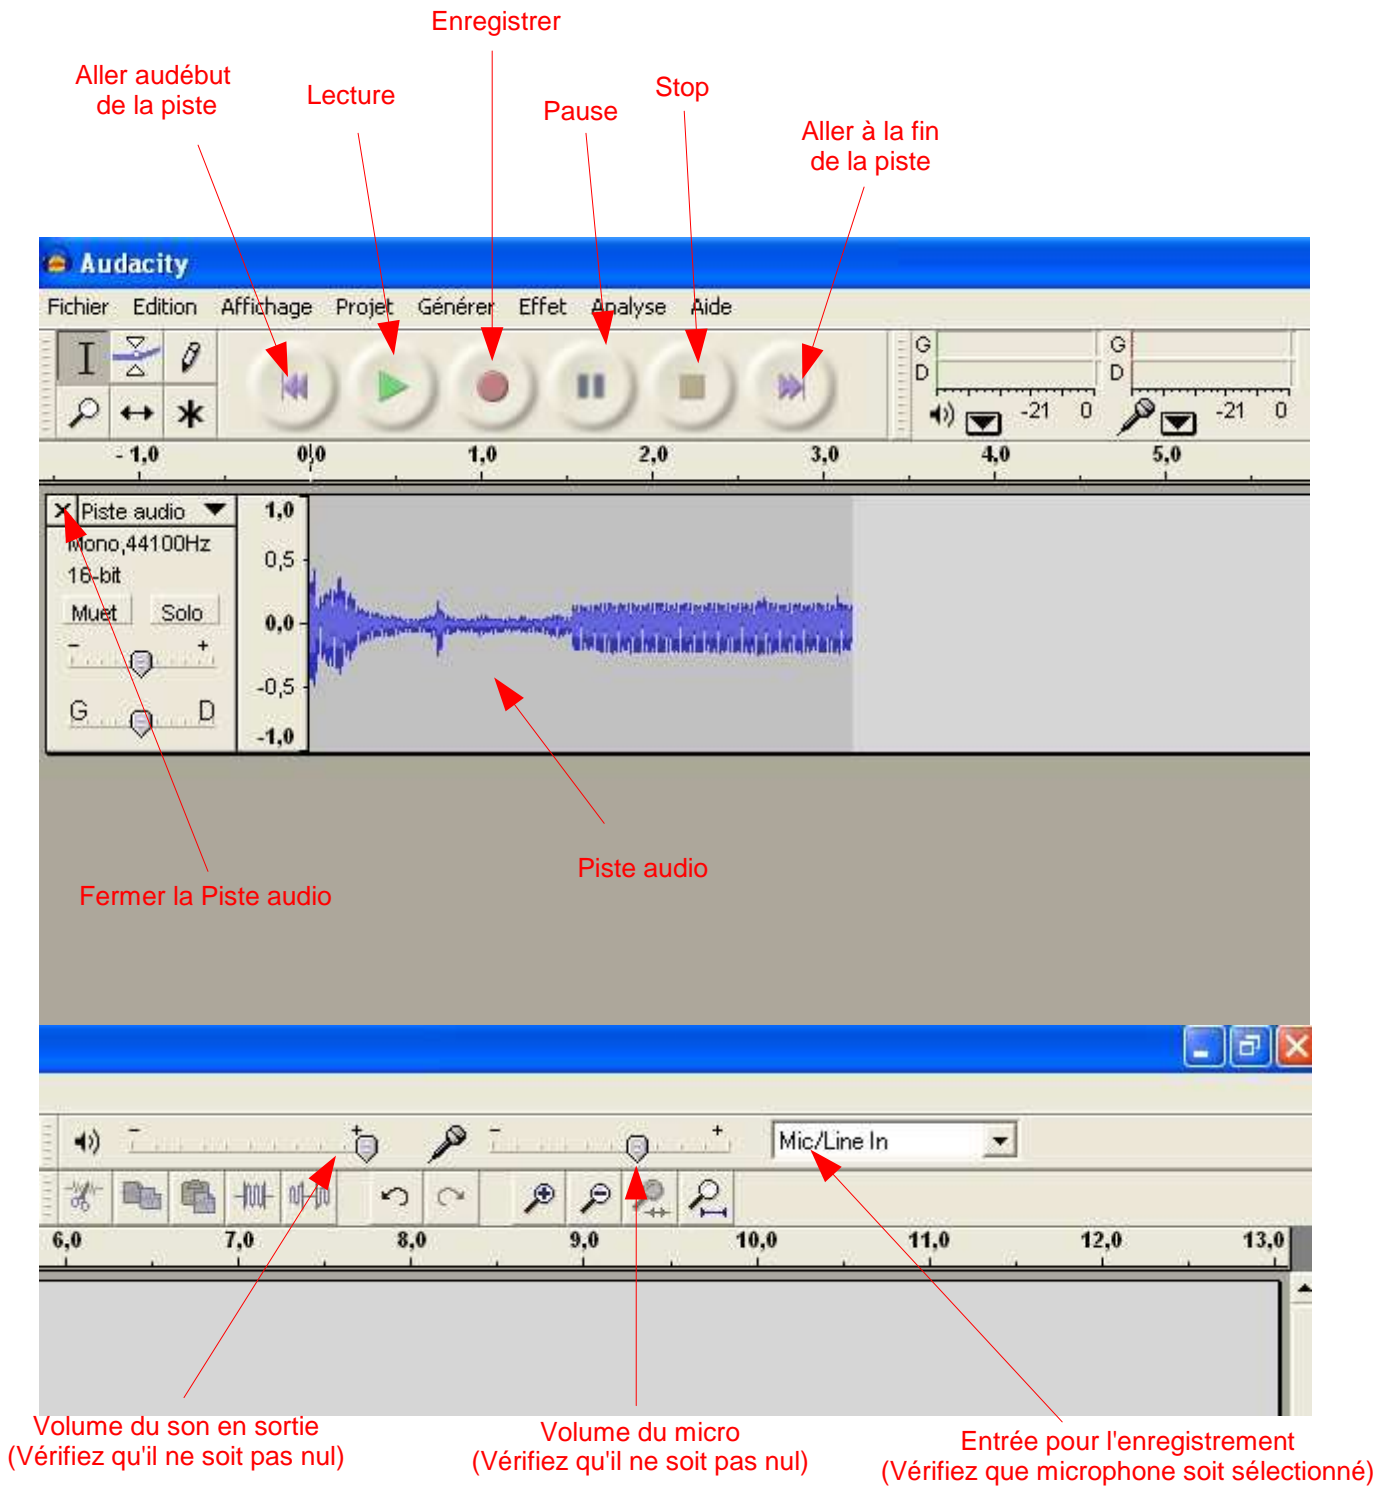 Enregistrer
Aller audébut
de la piste
Lecture
Stop
Pause
Aller à la fin
de la piste
Audacity
Fichier Edition Affichage Projet Générer Effet Analyse Aide
G
D
-21 0
G
D
-21 0
- 1,0 0,0 1,0 2,0 3,0 4,0 5,0
Piste audio
Mono,44100Hz
16-bit
Muet Solo
- +
G D
1,0
0,5
0,0
-0,5
-1,0
Piste audio
Fermer la Piste audio
- + - + Mic/Line In
6,0 7,0 8,0 9,0 10,0 11,0 12,0 13,0
Volume du son en sortie
(Vérifiez qu'il ne soit pas nul)
Volume du micro
(Vérifiez qu'il ne soit pas nul)
Entrée pour l'enregistrement
(Vérifiez que microphone soit sélectionné)